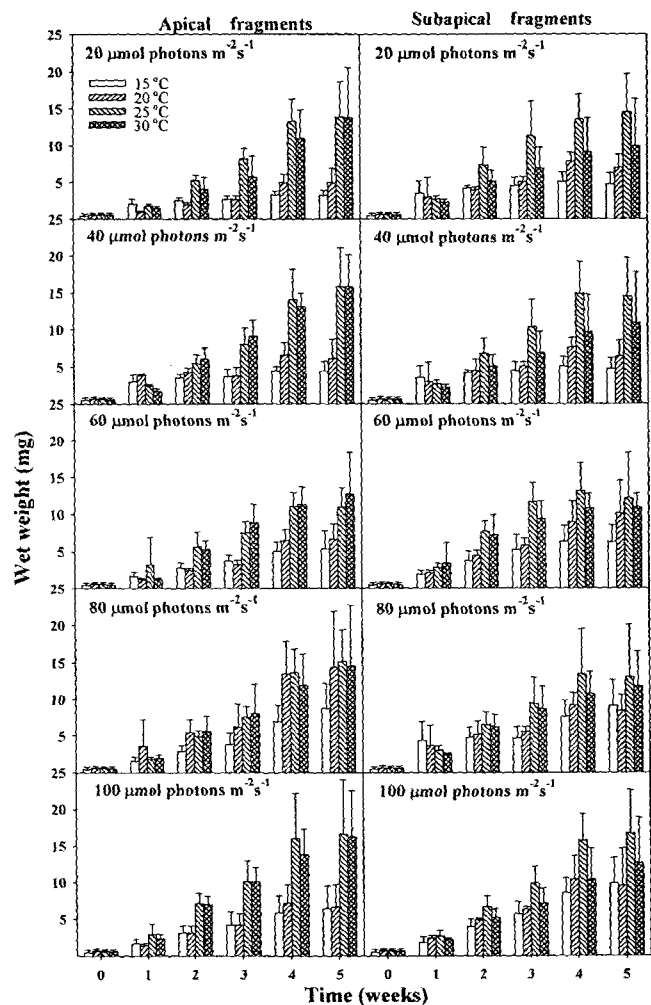 Apical fragments
Subapical fragments
25
20 μmol photons m⁻²s⁻¹
20 μmol photons m⁻²s⁻¹
20
15 °C
20 °C
25 °C
30 °C
15
10
5
25
40 μmol photons m⁻²s⁻¹
40 μmol photons m⁻²s⁻¹
20
15
10
5
25
60 μmol photons m⁻²s⁻¹
60 μmol photons m⁻²s⁻¹
20
15
10
5
25
80 μmol photons m⁻²s⁻¹
80 μmol photons m⁻²s⁻¹
20
15
10
5
25
100 μmol photons m⁻²s⁻¹
100 μmol photons m⁻²s⁻¹
20
15
10
5
Wet weight (mg)
0 1 2 3 4 5
0 1 2 3 4 5
Time (weeks)